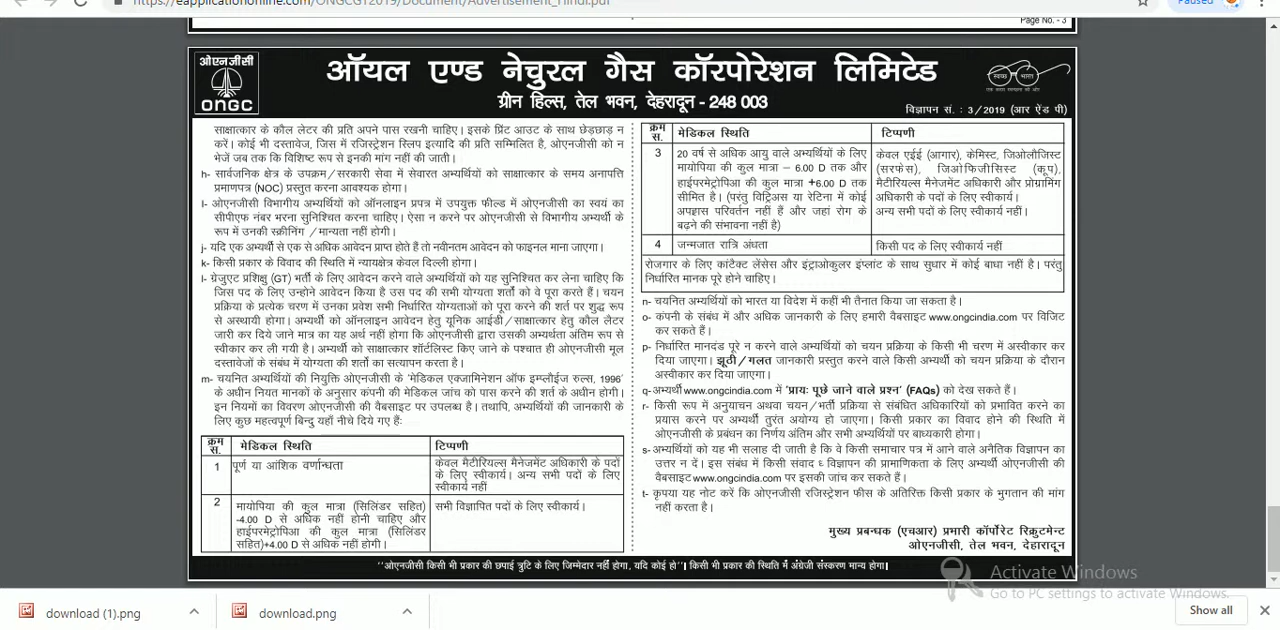 https://eapplicationonline.com/ONGCGT2019/Document/Advertisement_Hindi.pdf
Paused
Page No. - 3
ओएनजीसी
ONGC
ऑयल एण्ड नेचुरल गैस कॉरपोरेशन लिमिटेड
ग्रीन हिल्स, तेल भवन, देहरादून - 248 003
स्वच्छ भारत
विज्ञापन सं. : 3/2019 (आर ऐंड पी)
साक्षात्कार के कौल लेटर की प्रति अपने पास रखनी चाहिए। इसके प्रिंट आउट के साथ छेड़छाड़ न
करें। कोई भी दस्तावेज, जिस में रजिस्ट्रेशन स्लिप इत्यादि की प्रति सम्मिलित है, ओएनजीसी को न
भेजें जब तक कि विशिष्ट रूप से इनकी मांग नहीं की जाती।
h- सार्वजनिक क्षेत्र के उपक्रम/सरकारी सेवा में सेवारत अभ्यर्थियों को साक्षात्कार के समय अनापत्ति
प्रमाणपत्र (NOC) प्रस्तुत करना आवश्यक होगा।
I- ओएनजीसी विभागीय अभ्यर्थियों को ऑनलाइन प्रपत्र में उपयुक्त फील्ड में ओएनजीसी का स्वयं का
सीपीएफ नंबर भरना सुनिश्चित करना चाहिए। ऐसा न करने पर ओएनजीसी से विभागीय अभ्यर्थी के
रूप में उनकी स्क्रीनिंग/मान्यता नहीं होगी।
j- यदि एक अभ्यर्थी से एक से अधिक आवेदन प्राप्त होते हैं तो नवीनतम आवेदन को फाइनल माना जाएगा।
k- किसी प्रकार के विवाद की स्थिति में न्यायक्षेत्र केवल दिल्ली होगा।
l- ग्रेजुएट प्रशिक्षु (GT) भर्ती के लिए आवेदन करने वाले अभ्यर्थियों को यह सुनिश्चित कर लेना चाहिए कि
जिस पद के लिए उन्होने आवेदन किया है उस पद की सभी योग्यता शर्तों को वे पूरा करते हैं। चयन
प्रक्रिया के प्रत्येक चरण में उनका प्रवेश सभी निर्धारित योग्यताओं को पूरा करने की शर्त पर शुद्ध रूप
से अस्थायी होगा। अभ्यर्थी को ऑनलाइन आवेदन हेतु यूनिक आईडी/साक्षात्कार हेतु कौल लेटर
जारी कर दिये जाने मात्र का यह अर्थ नहीं होगा कि ओएनजीसी द्वारा उसकी अभ्यर्थता अंतिम रूप से
स्वीकार कर ली गयी है। अभ्यर्थी को साक्षात्कार शॉर्टलिस्ट किए जाने के पश्चात ही ओएनजीसी मूल
दस्तावेजों के संबंध में योग्यता की शर्तों का सत्यापन करता है।
m- चयनित अभ्यर्थियों की नियुक्ति ओएनजीसी के 'मेडिकल एक्जामिनेशन ऑफ इम्प्लौईज रुल्स, 1996'
के अधीन नियत मानकों के अनुसार कंपनी की मेडिकल जांच को पास करने की शर्त के अधीन होगी।
इन नियमों का विवरण ओएनजीसी की वैबसाइट पर उपलब्ध है। तथापि, अभ्यर्थियों की जानकारी के
लिए कुछ महत्वपूर्ण बिन्दु यहाँ नीचे दिये गए हैं:
क्रम स. मेडिकल स्थिति टिप्पणी
1 पूर्ण या आंशिक वर्णान्धता केवल मैटीरियल्स मैनेजमेंट अधिकारी के पदों
के लिए स्वीकार्य। अन्य सभी पदों के लिए
स्वीकार्य नहीं
2 मायोपिया की कुल मात्रा (सिलिंडर सहित) सभी विज्ञापित पदों के लिए स्वीकार्य।
-4.00 D से अधिक नहीं होनी चाहिए और
हाईपरमेट्रोपिआ की कुल मात्रा (सिलिंडर
सहित)+4.00 D से अधिक नहीं होगी।
क्रम स. मेडिकल स्थिति टिप्पणी
3 20 वर्ष से अधिक आयु वाले अभ्यर्थियों के लिए केवल एईई (आगार), केमिस्ट, जिओलौजिस्ट
मायोपिया की कुल मात्रा – 6.00 D तक और (सरफेस), जिओफिजीसिस्ट (कूप),
हाईपरमेट्रोपिआ की कुल मात्रा +6.00 D तक मैटीरियल्स मैनेजमेंट अधिकारी और प्रोग्रामिंग
सीमित है। (परंतु विट्रिअस या रेटिना में कोई अधिकारी के पदों के लिए स्वीकार्य।
अपह्रास परिवर्तन नहीं हैं और जहां रोग के अन्य सभी पदों के लिए स्वीकार्य नहीं।
बढ़ने की संभावना नहीं है)
4 जन्मजात रात्रि अंधता किसी पद के लिए स्वीकार्य नहीं
रोजगार के लिए कांटैक्ट लेंसेस और इंट्राओकुलर इंप्लांट के साथ सुधार में कोई बाधा नहीं है। परंतु
निर्धारित मानक पूरे होने चाहिए।
n- चयनित अभ्यर्थियों को भारत या विदेश में कहीं भी तैनात किया जा सकता है।
o- कंपनी के संबंध में और अधिक जानकारी के लिए हमारी वैबसाइट www.ongcindia.com पर विजिट
कर सकते हैं।
p- निर्धारित मानदंड पूरे न करने वाले अभ्यर्थियों को चयन प्रक्रिया के किसी भी चरण में अस्वीकार कर
दिया जाएगा। झूठी/गलत जानकारी प्रस्तुत करने वाले किसी अभ्यर्थी को चयन प्रक्रिया के दौरान
अस्वीकार कर दिया जाएगा।
q- अभ्यर्थी www.ongcindia.com में 'प्रायः पूछे जाने वाले प्रश्न' (FAQs) को देख सकते हैं।
r- किसी रूप में अनुयाचन अथवा चयन/भर्ती प्रक्रिया से संबंधित अधिकारियों को प्रभावित करने का
प्रयास करने पर अभ्यर्थी तुरंत अयोग्य हो जाएगा। किसी प्रकार का विवाद होने की स्थिति में
ओएनजीसी के प्रबंधन का निर्णय अंतिम और सभी अभ्यर्थियों पर बाध्यकारी होगा।
s- अभ्यर्थियों को यह भी सलाह दी जाती है कि वे किसी समाचार पत्र में आने वाले अनैतिक विज्ञापन का
उत्तर न दें। इस संबंध में किसी संवाद ध् विज्ञापन की प्रामाणिकता के लिए अभ्यर्थी ओएनजीसी की
वैबसाइट www.ongcindia.com पर इसकी जांच कर सकते हैं।
t- कृपया यह नोट करें कि ओएनजीसी रजिस्ट्रेशन फीस के अतिरिक्त किसी प्रकार के भुगतान की मांग
नहीं करता है।
मुख्य प्रबन्धक (एचआर) प्रभारी कॉर्पोरेट रिक्रुटमेन्ट
ओएनजीसी, तेल भवन, देहारादून
"ओएनजीसी किसी भी प्रकार की छपाई त्रुटि के लिए जिम्मेदार नहीं होगा, यदि कोई हो"। किसी भी प्रकार की स्थिति में अंग्रेजी संस्करण मान्य होगा।
Activate Windows
Go to PC settings to activate Windows.
download (1).png
download.png
Show all